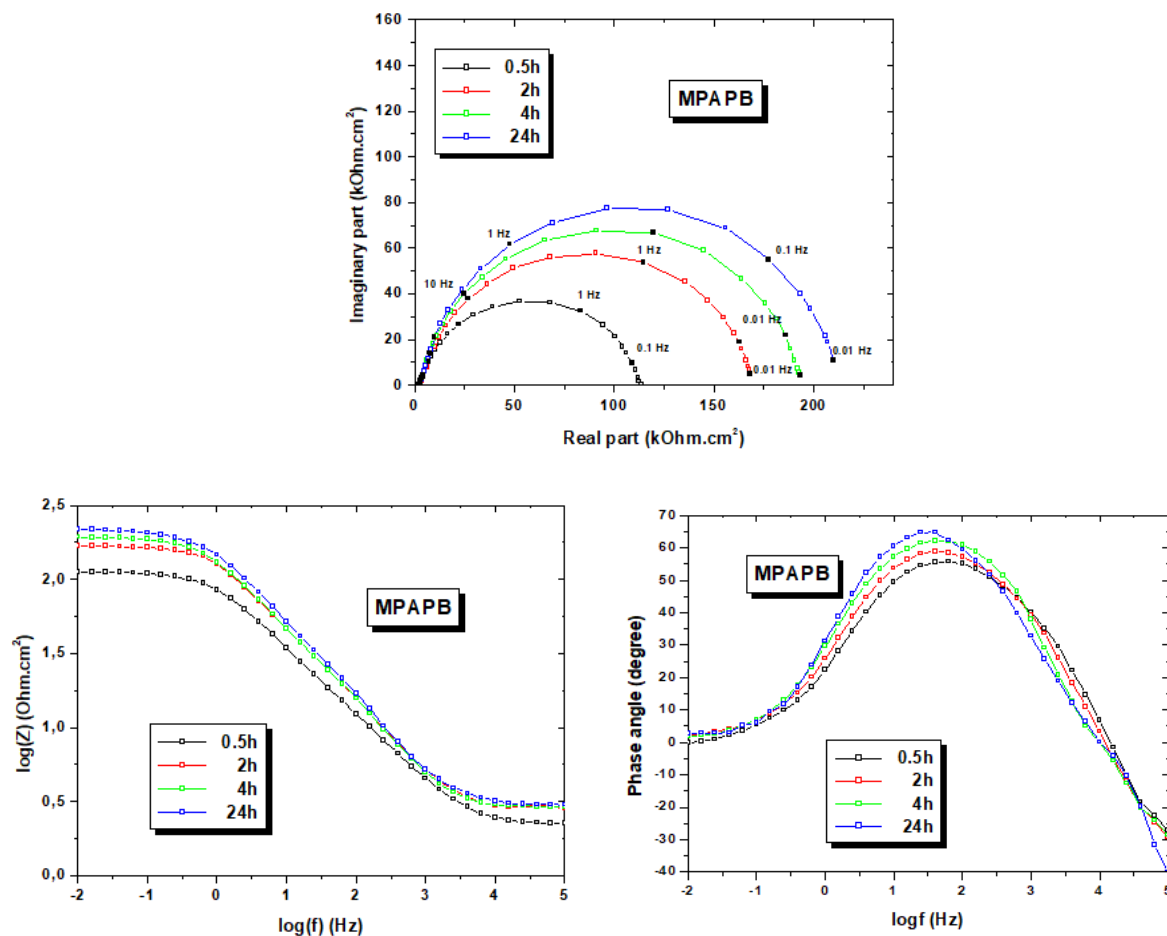 160
140
120
100
80
60
40
20
0
Imaginary part (kOhm.cm²)
0.5h
2h
4h
24h
MPAPB
1 Hz
0.1 Hz
1 Hz
10 Hz
1 Hz
0.01 Hz
0.1 Hz
0.01 Hz
0.01 Hz
0 50 100 150 200
Real part (kOhm.cm²)
2,5
2,0
1,5
1,0
0,5
0,0
log(Z) (Ohm.cm²)
MPAPB
0.5h
2h
4h
24h
-2 -1 0 1 2 3 4 5
log(f) (Hz)
70
60
50
40
30
20
10
0
-10
-20
-30
-40
Phase angle (degree)
MPAPB
0.5h
2h
4h
24h
-2 -1 0 1 2 3 4 5
logf (Hz)